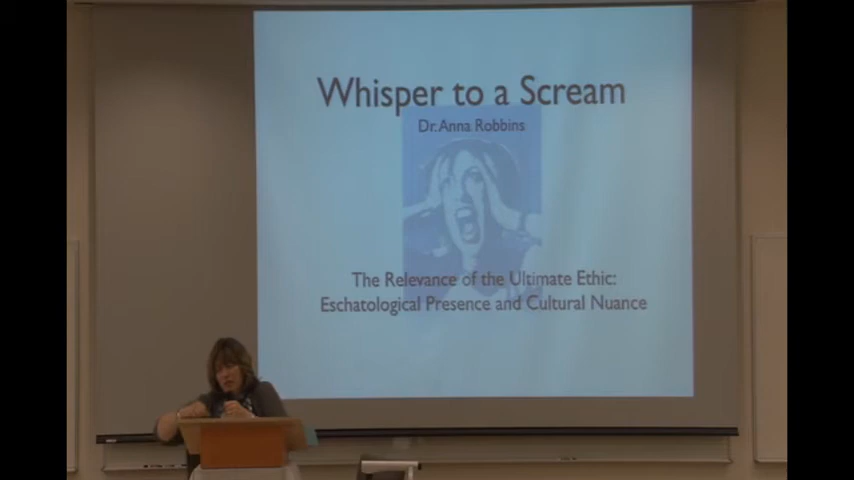 Whisper to a Scream
Dr. Anna Robbins
The Relevance of the Ultimate Ethic:
Eschatological Presence and Cultural Nuance